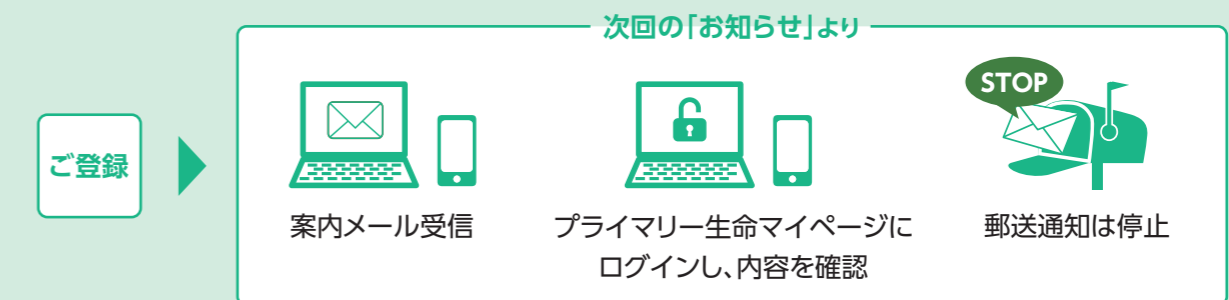 次回の「お知らせ」より
ご登録
STOP
案内メール受信
プライマリー生命マイページに
ログインし、内容を確認
郵送通知は停止